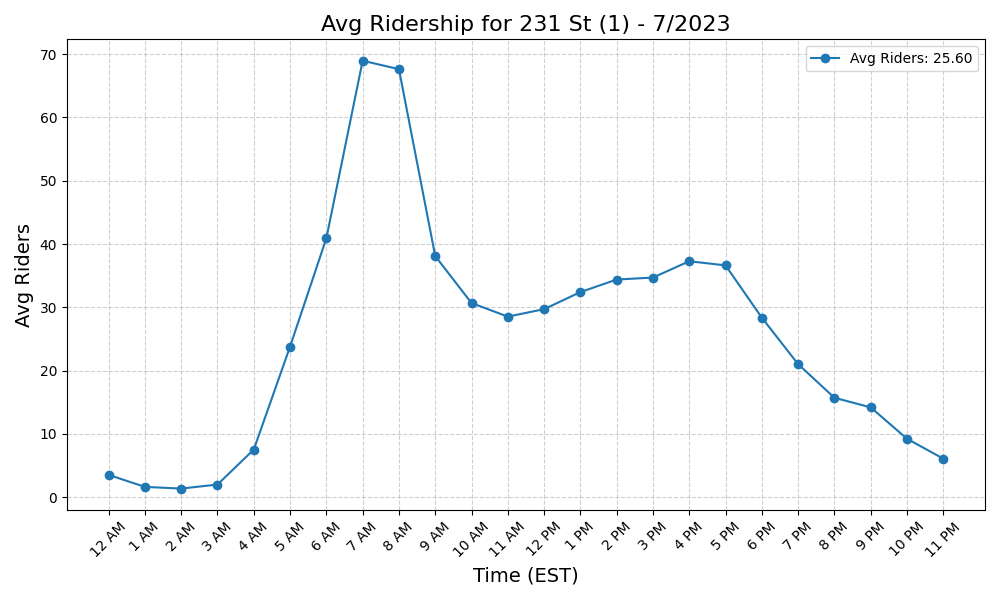 Avg Ridership for 231 St (1) - 7/2023
Avg Riders: 25.60
Avg Riders
70
60
50
40
30
20
10
0
12 AM
1 AM
2 AM
3 AM
4 AM
5 AM
6 AM
7 AM
8 AM
9 AM
10 AM
11 AM
12 PM
1 PM
2 PM
3 PM
4 PM
5 PM
6 PM
7 PM
8 PM
9 PM
10 PM
11 PM
Time (EST)